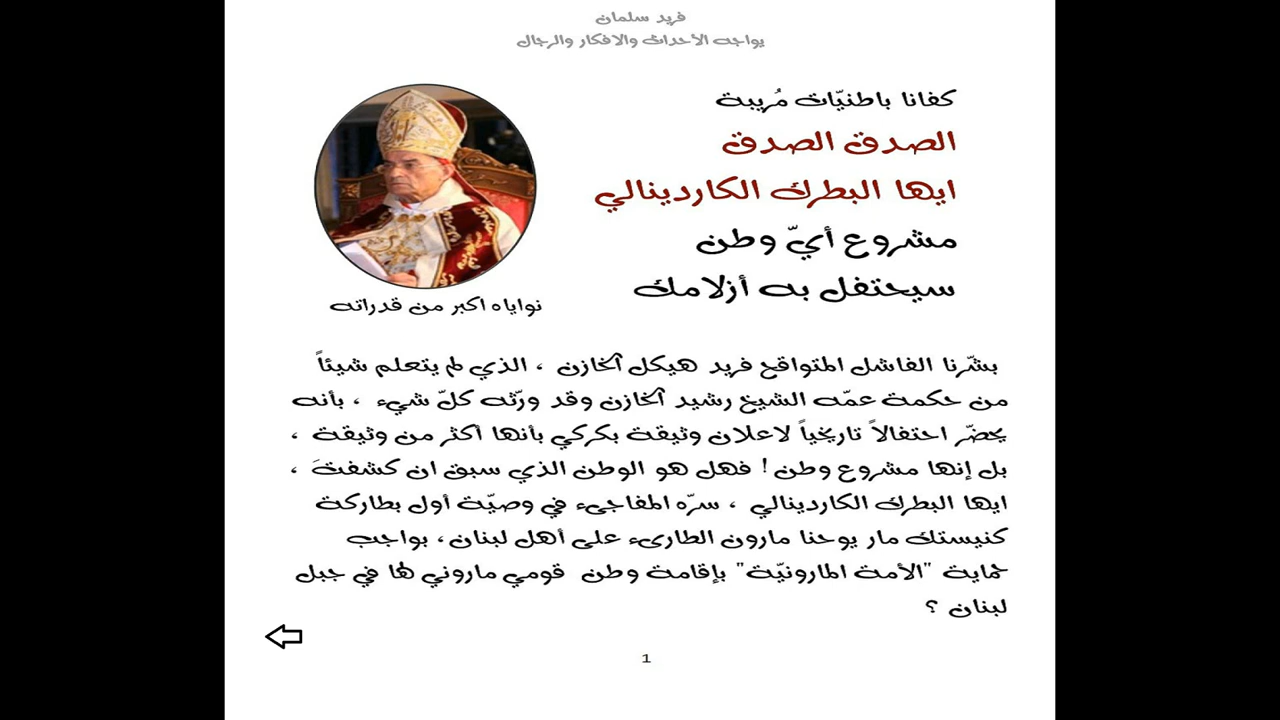 فريد سلمان
يواجه الأحداث والافكار والرجال
كفانا باطنيّات مُريبة
الصدق الصدق
ايها البطرك الكاردينالي
مشروع أيّ وطن
سيحتفل به أزلامك
نواياه اكبر من قدراته
بشّرنا الفاشل المتواقح فريد هيكل الخازن ، الذي لم يتعلم شيئاً
من حكمة عمّه الشيخ رشيد الخازن وقد ورّثه كلّ شيء ، بأنه
يحضّر احتفالاً تاريخياً لاعلان وثيقة بكركي بأنها أكثر من وثيقة ،
بل إنها مشروع وطن! فهل هو الوطن الذي سبق ان كشفتَ ،
ايها البطرك الكاردينالي ، سرّه المفاجىء في وصيّة أول بطاركة
كنيستك مار يوحنا مارون الطارىء على أهل لبنان، بواجب
حماية "الأمة المارونيّة" بإقامة وطن قومي ماروني لها في جبل
لبنان ؟
1